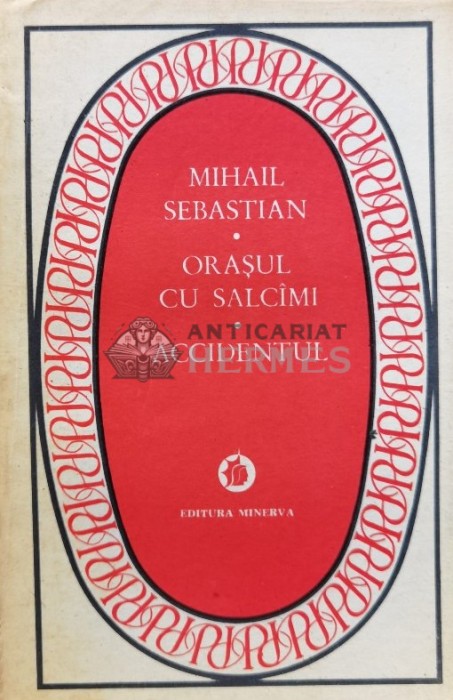 MIHAIL
SEBASTIAN
•
ORAȘUL
CU SALCÎMI
•
ACCIDENTUL
ANTICARIAT
HERMES
EDITURA MINERVA